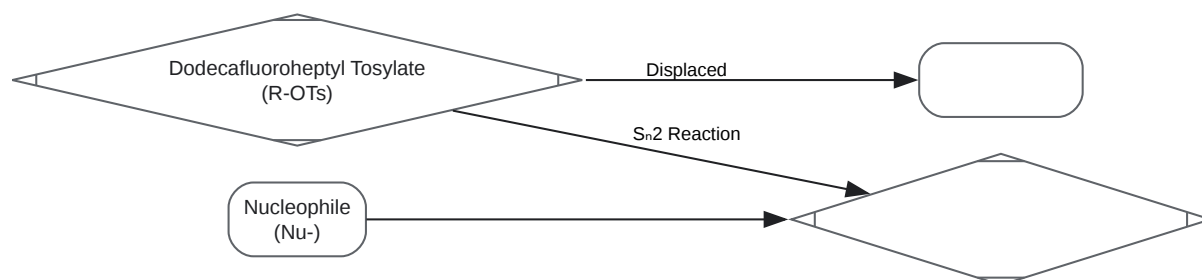 Dodecafluoroheptyl Tosylate
(R-OTs)
Displaced
Sₙ2 Reaction
Nucleophile
(Nu-)